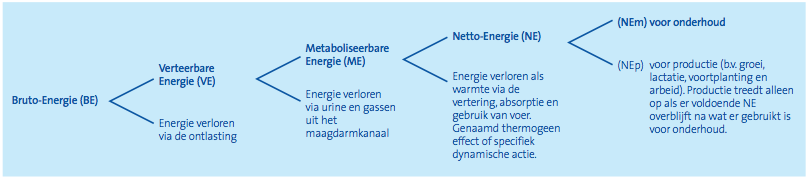 Bruto-Energie (BE)
Verteerbare
Energie (VE)
Energie verloren
via de ontlasting
Metaboliseerbare
Energie (ME)
Energie verloren
via urine en gassen
uit het
maagdarmkanaal
Netto-Energie (NE)
Energie verloren als
warmte via de
vertering, absorptie en
gebruik van voer.
Genaamd thermogeen
effect of specifiek
dynamische actie.
(NEm) voor onderhoud
(NEp) voor productie (b.v. groei,
lactatie, voortplanting en
arbeid). Productie treedt alleen
op als er voldoende NE
overblijft na wat er gebruikt is
voor onderhoud.